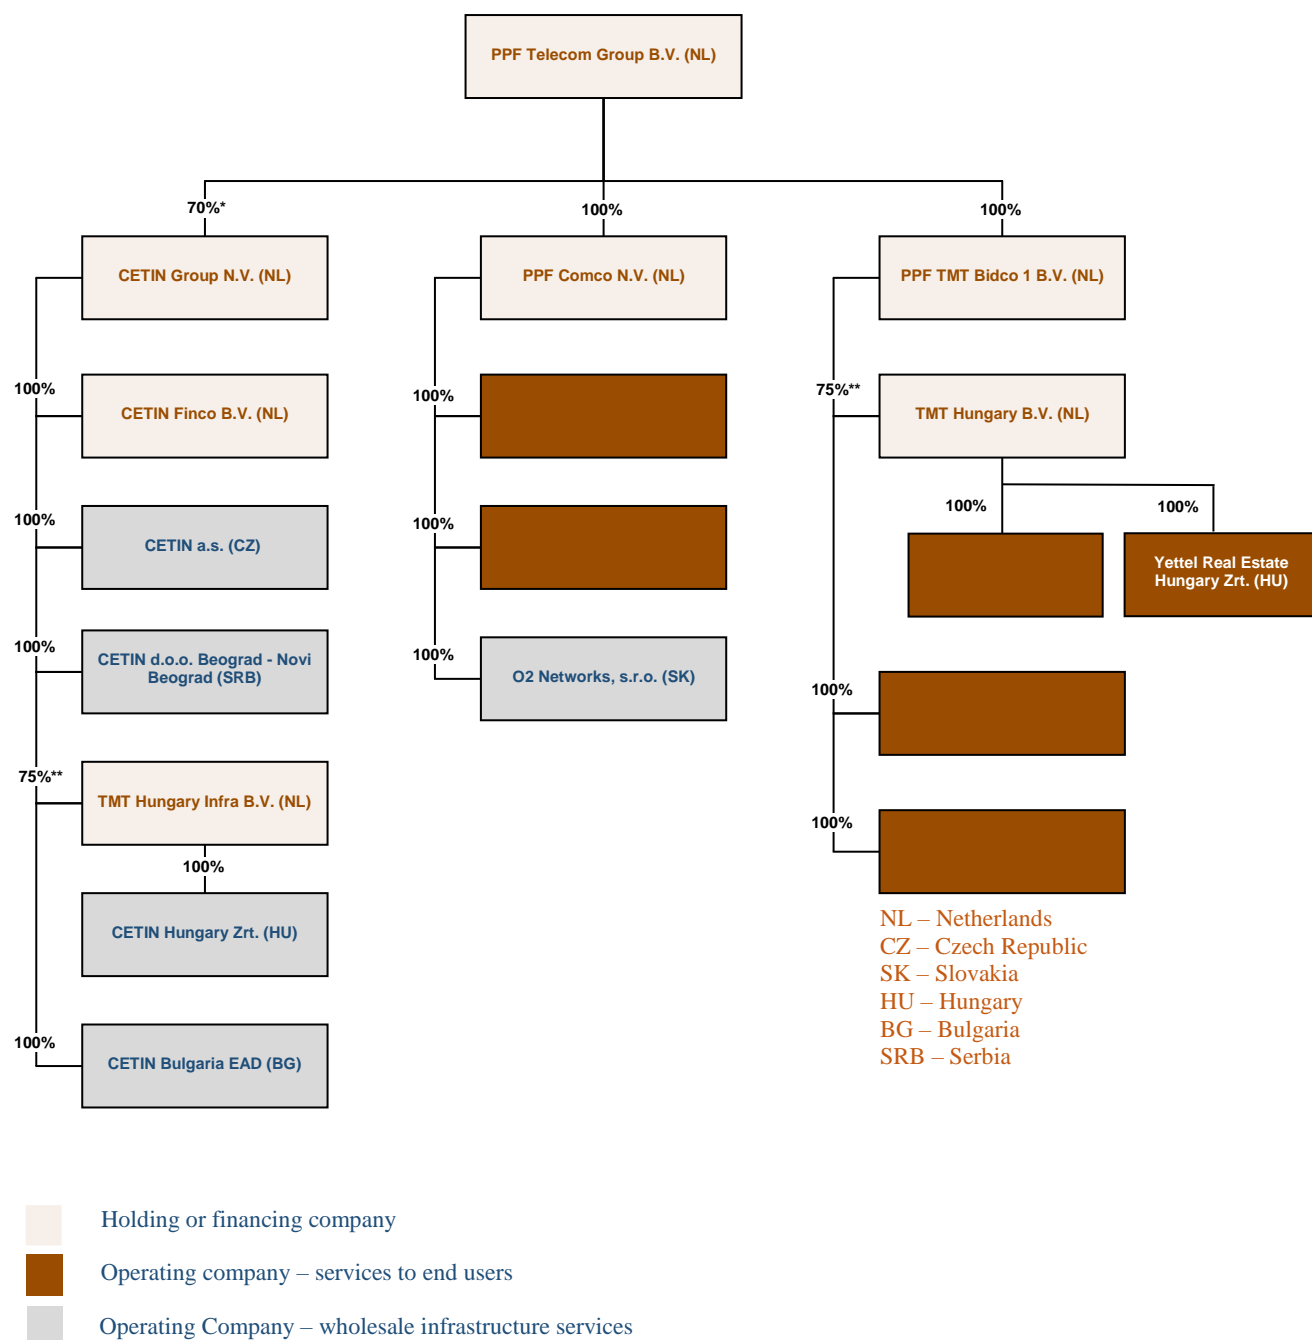 PPF Telecom Group B.V. (NL)
70%*
100%
100%
CETIN Group N.V. (NL)
PPF Comco N.V. (NL)
PPF TMT Bidco 1 B.V. (NL)
100%
100%
75%**
CETIN Finco B.V. (NL)
TMT Hungary B.V. (NL)
100%
100%
100%
100%
CETIN a.s. (CZ)
Yettel Real Estate
Hungary Zrt. (HU)
100%
100%
100%
CETIN d.o.o. Beograd - Novi
Beograd (SRB)
O2 Networks, s.r.o. (SK)
75%**
TMT Hungary Infra B.V. (NL)
100%
100%
CETIN Hungary Zrt. (HU)
NL – Netherlands
CZ – Czech Republic
SK – Slovakia
HU – Hungary
BG – Bulgaria
SRB – Serbia
100%
CETIN Bulgaria EAD (BG)
Holding or financing company
Operating company – services to end users
Operating Company – wholesale infrastructure services